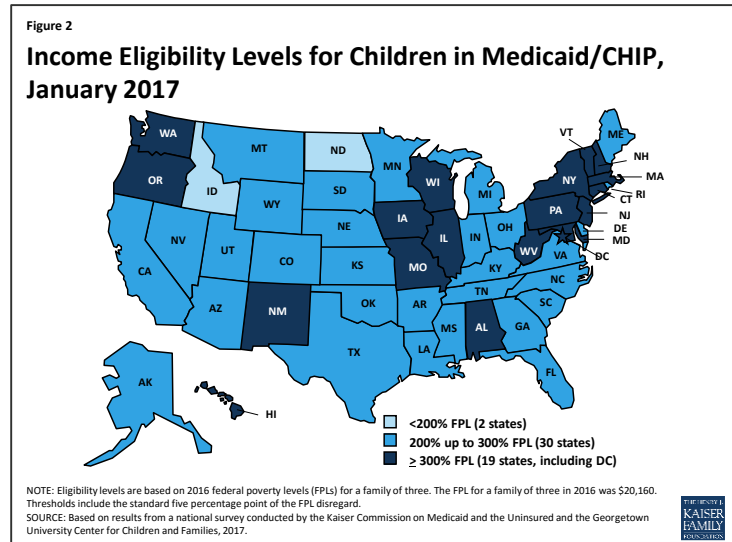 Figure 2
Income Eligibility Levels for Children in Medicaid/CHIP,
January 2017
WA
OR
ID
MT
ND
MN
SD
WY
NE
NV
UT
CO
KS
CA
AZ
NM
OK
TX
AK
HI
WI
MI
IA
IL
MO
IN
OH
KY
WV
VA
TN
NC
SC
AR
MS
AL
GA
LA
FL
PA
NY
VT
ME
NH
MA
RI
CT
NJ
DE
MD
DC
<200% FPL (2 states)
200% up to 300% FPL (30 states)
≥ 300% FPL (19 states, including DC)
NOTE: Eligibility levels are based on 2016 federal poverty levels (FPLs) for a family of three. The FPL for a family of three in 2016 was $20,160.
Thresholds include the standard five percentage point of the FPL disregard.
SOURCE: Based on results from a national survey conducted by the Kaiser Commission on Medicaid and the Uninsured and the Georgetown
University Center for Children and Families, 2017.
THE HENRY J.
KAISER
FAMILY
FOUNDATION